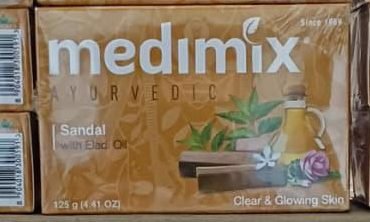 Since 1969
medimix
AYURVEDIC
Sandal
with Eladi Oil
125 g (4.41 OZ)
Clear & Glowing Skin